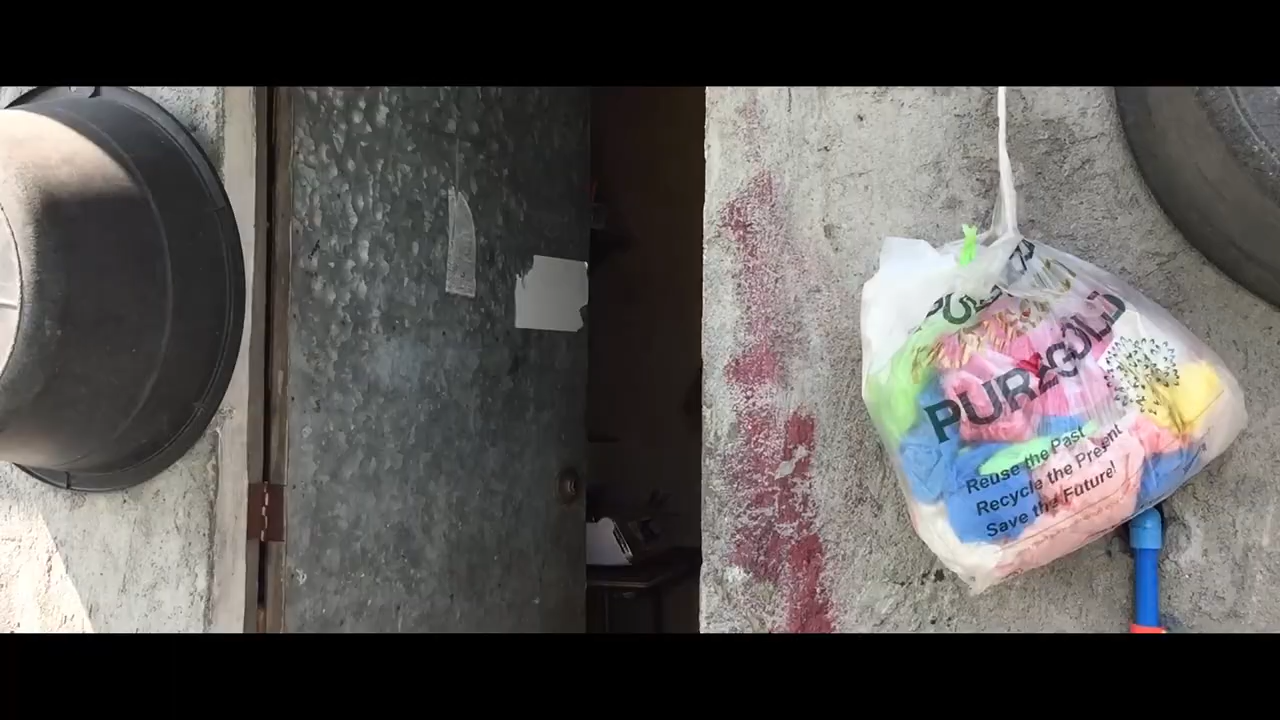 PUREGOLD
Reuse the Past
Recycle the Present
Save the Future!